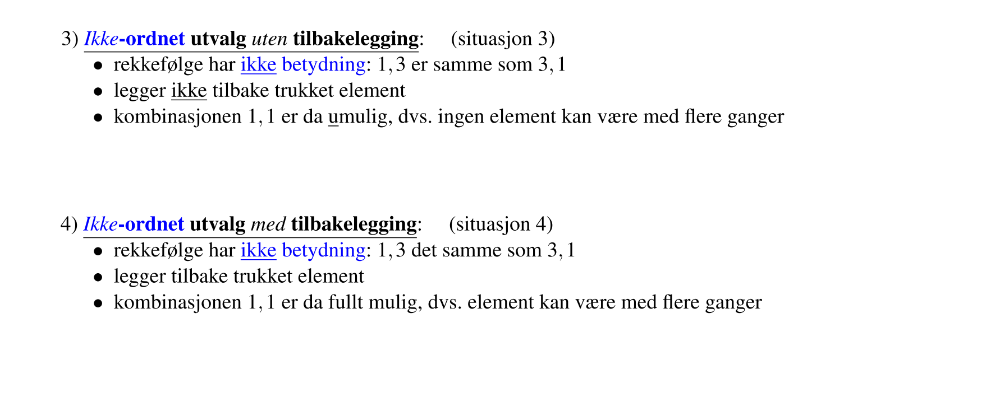 3) Ikke-ordnet utvalg uten tilbakelegging: (situasjon 3)
• rekkefølge har ikke betydning: 1, 3 er samme som 3, 1
• legger ikke tilbake trukket element
• kombinasjonen 1, 1 er da umulig, dvs. ingen element kan være med flere ganger
4) Ikke-ordnet utvalg med tilbakelegging: (situasjon 4)
• rekkefølge har ikke betydning: 1, 3 det samme som 3, 1
• legger tilbake trukket element
• kombinasjonen 1, 1 er da fullt mulig, dvs. element kan være med flere ganger